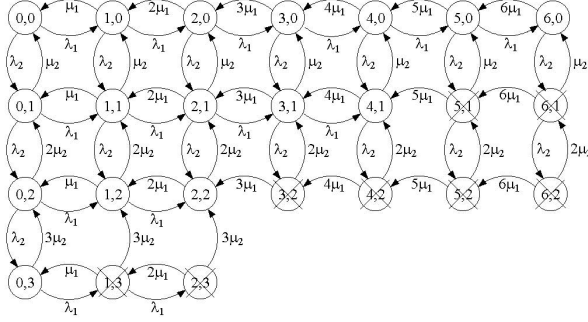 μ₁ 2μ₁ 3μ₁ 4μ₁ 5μ₁ 6μ₁
0,0 1,0 2,0 3,0 4,0 5,0 6,0
λ₁ λ₁ λ₁ λ₁ λ₁ λ₁
λ₂ μ₂ λ₂ μ₂ λ₂ μ₂ λ₂ μ₂ λ₂ μ₂ λ₂ μ₂ λ₂ μ₂
μ₁ 2μ₁ 3μ₁ 4μ₁ 5μ₁ 6μ₁
0,1 1,1 2,1 3,1 4,1 5,1 6,1
λ₁ λ₁ λ₁ λ₁
λ₂ 2μ₂ λ₂ 2μ₂ λ₂ 2μ₂ λ₂ 2μ₂ λ₂ 2μ₂ λ₂ 2μ₂ λ₂ 2μ₂
μ₁ 2μ₁ 3μ₁ 4μ₁ 5μ₁ 6μ₁
0,2 1,2 2,2 3,2 4,2 5,2 6,2
λ₁ λ₁
λ₂ 3μ₂ 3μ₂ 3μ₂
μ₁ 2μ₁
0,3 1,3 2,3
λ₁ λ₁